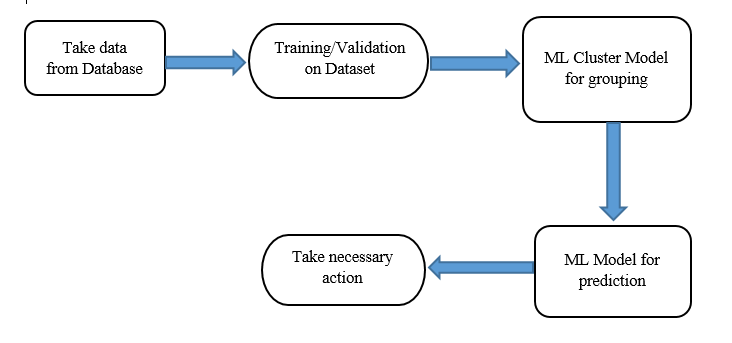 Take data
from Database
Training/Validation
on Dataset
ML Cluster Model
for grouping
ML Model for
prediction
Take necessary
action